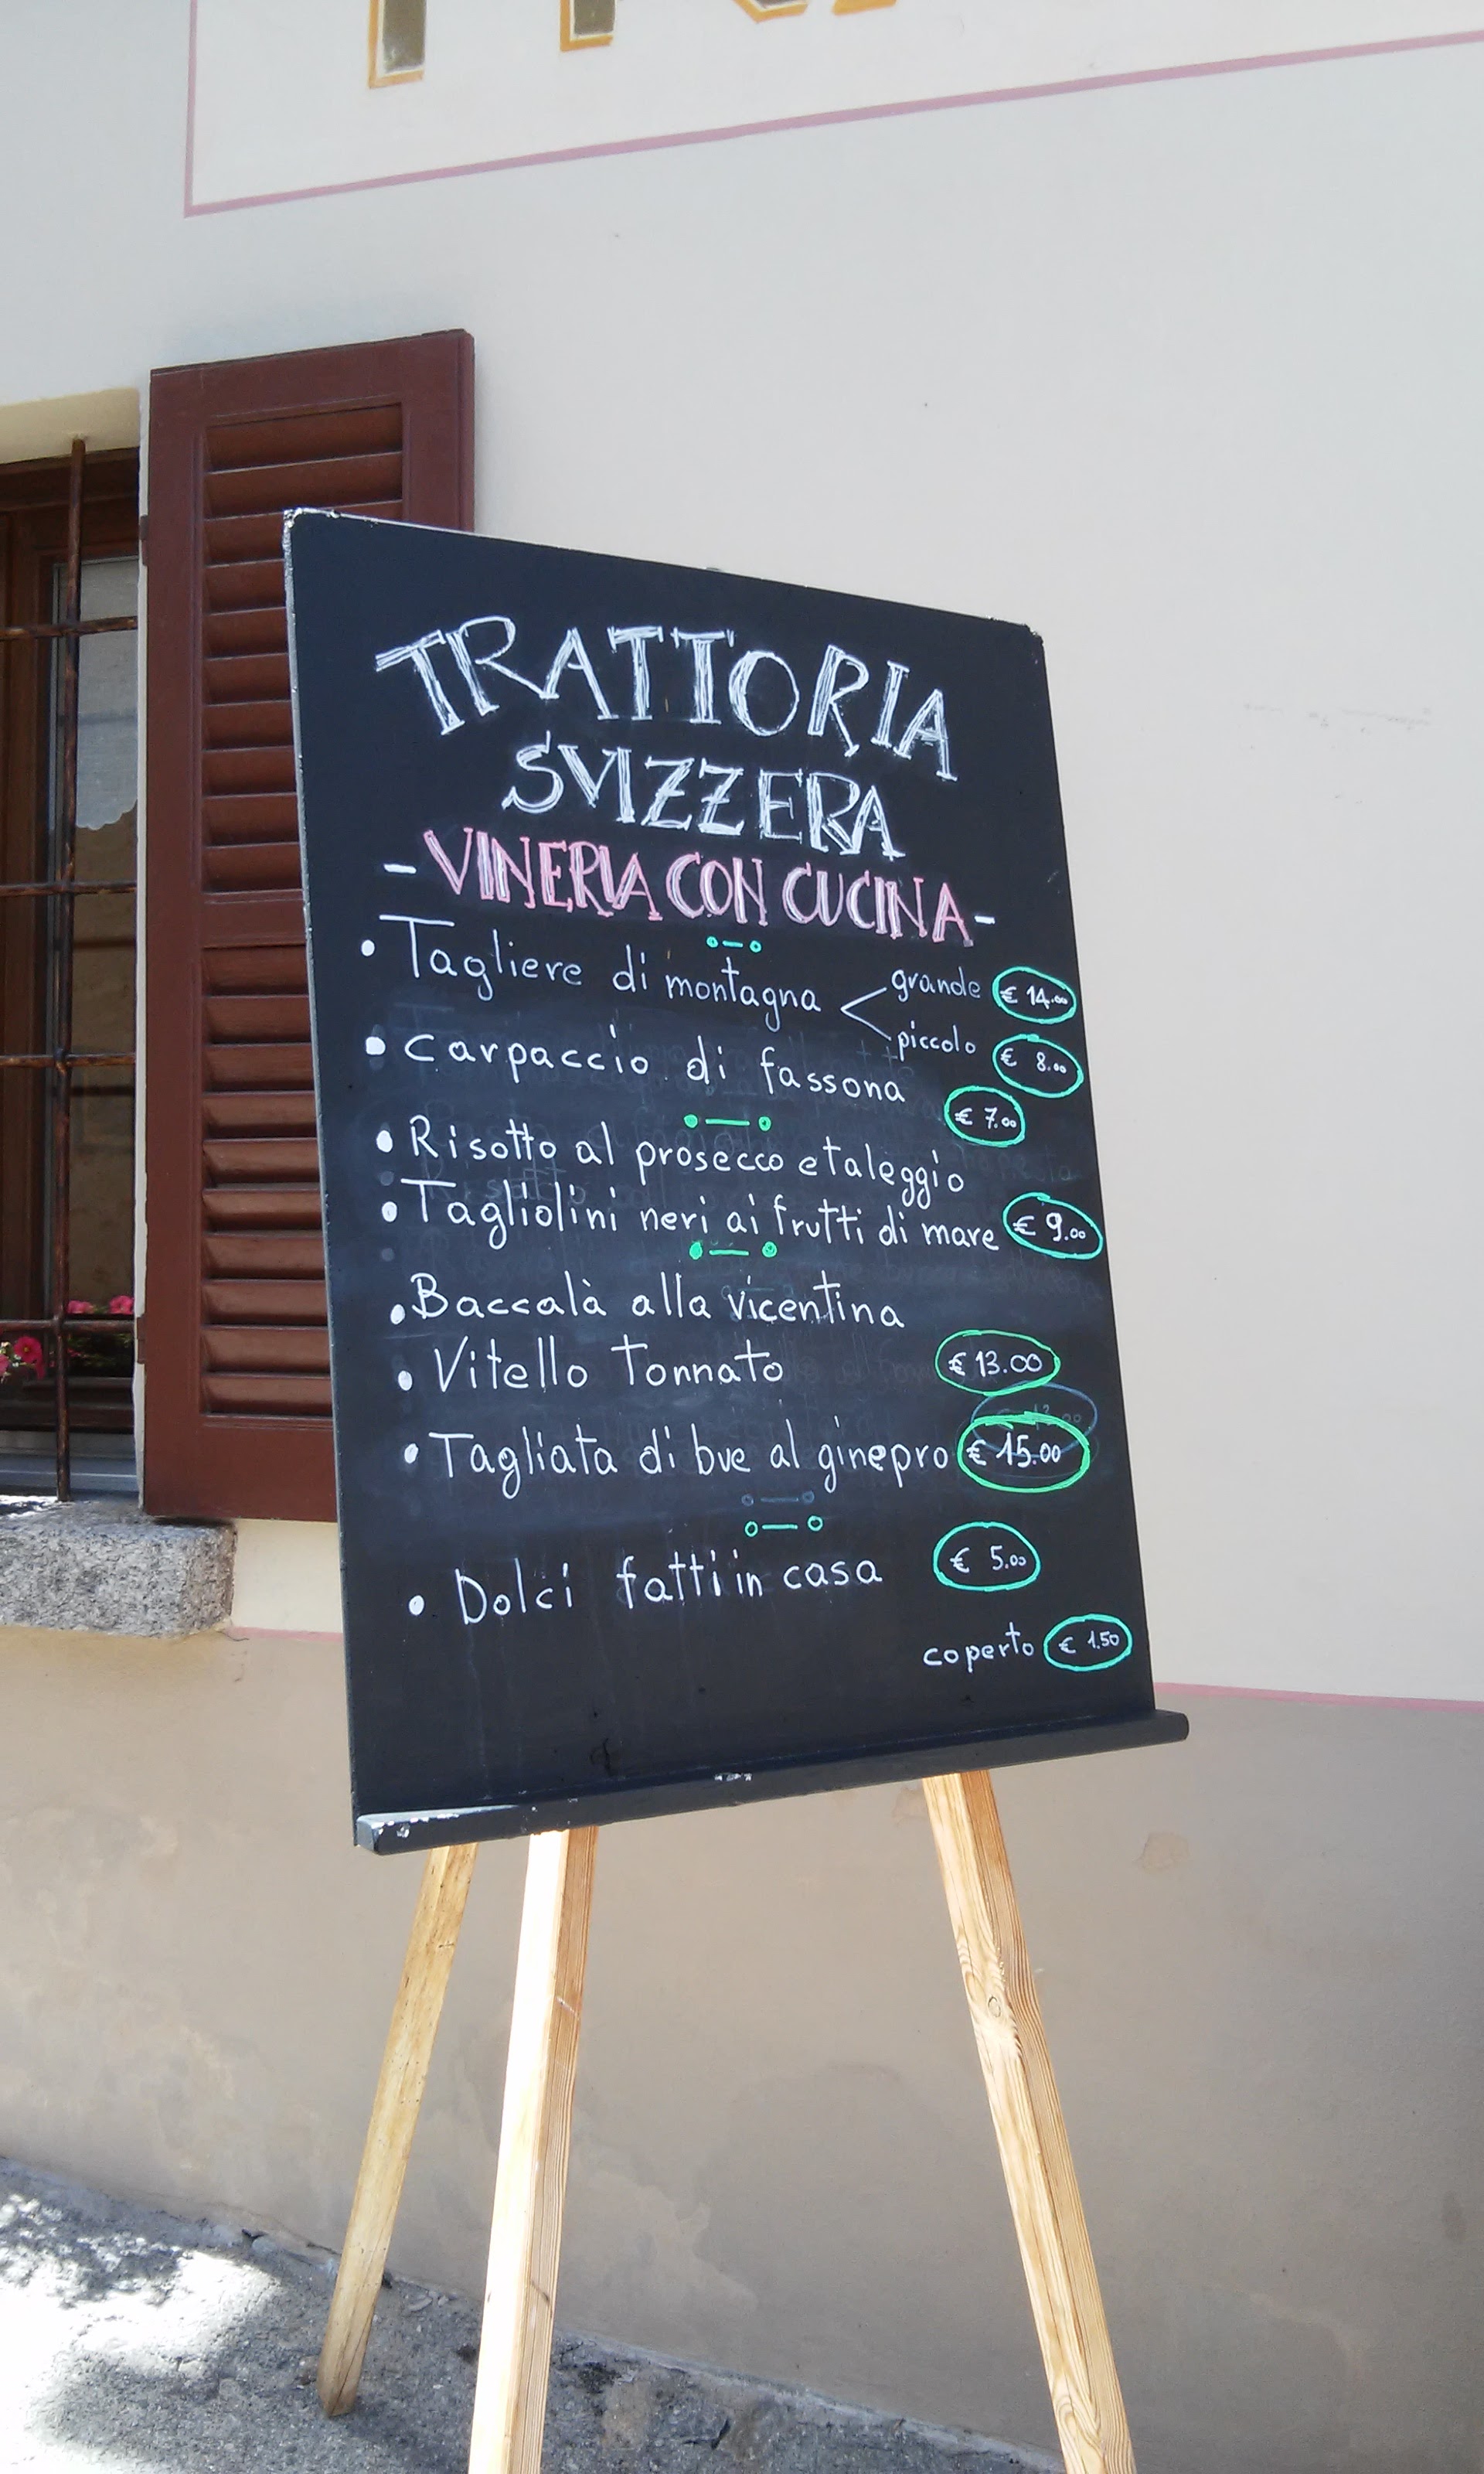 TRATTORIA
SVIZZERA
- VINERIA CON CUCINA -
• Tagliere di montagna < grande € 14.00
piccolo € 8.00
• Carpaccio di fassona
€ 7.00
• Risotto al prosecco e taleggio
• Tagliolini neri ai frutti di mare € 9.00
• Baccalà alla vicentina
• Vitello Tonnato € 13.00
• Tagliata di bue al ginepro € 15.00
• Dolci fatti in casa € 5.00
coperto € 1.50